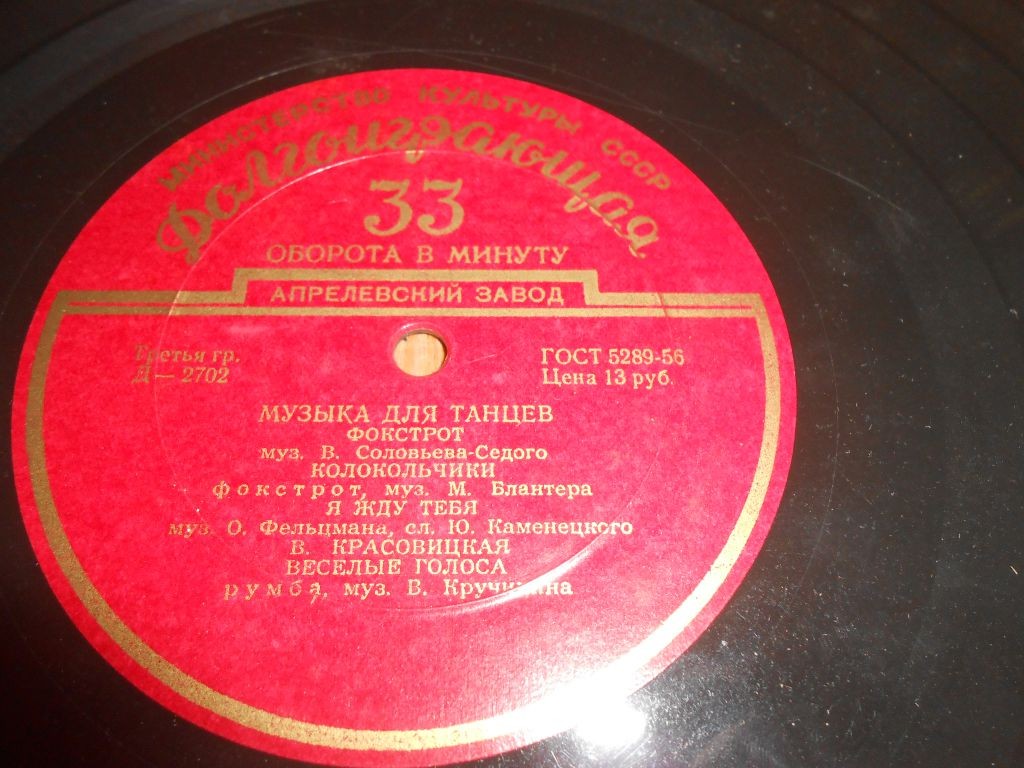 МИНИСТЕРСТВО КУЛЬТУРЫ СССР
Долгоиграющая
33
ОБОРОТА В МИНУТУ
АПРЕЛЕВСКИЙ ЗАВОД
Третья гр.
Д — 2702
ГОСТ 5289-56
Цена 13 руб.
МУЗЫКА ДЛЯ ТАНЦЕВ
ФОКСТРОТ
муз. В. Соловьева-Седого
КОЛОКОЛЬЧИКИ
фокстрот, муз. М. Блантера
Я ЖДУ ТЕБЯ
муз. О. Фельцмана, сл. Ю. Каменецкого
В. КРАСОВИЦКАЯ
ВЕСЕЛЫЕ ГОЛОСА
румба, муз. В. Кручинина